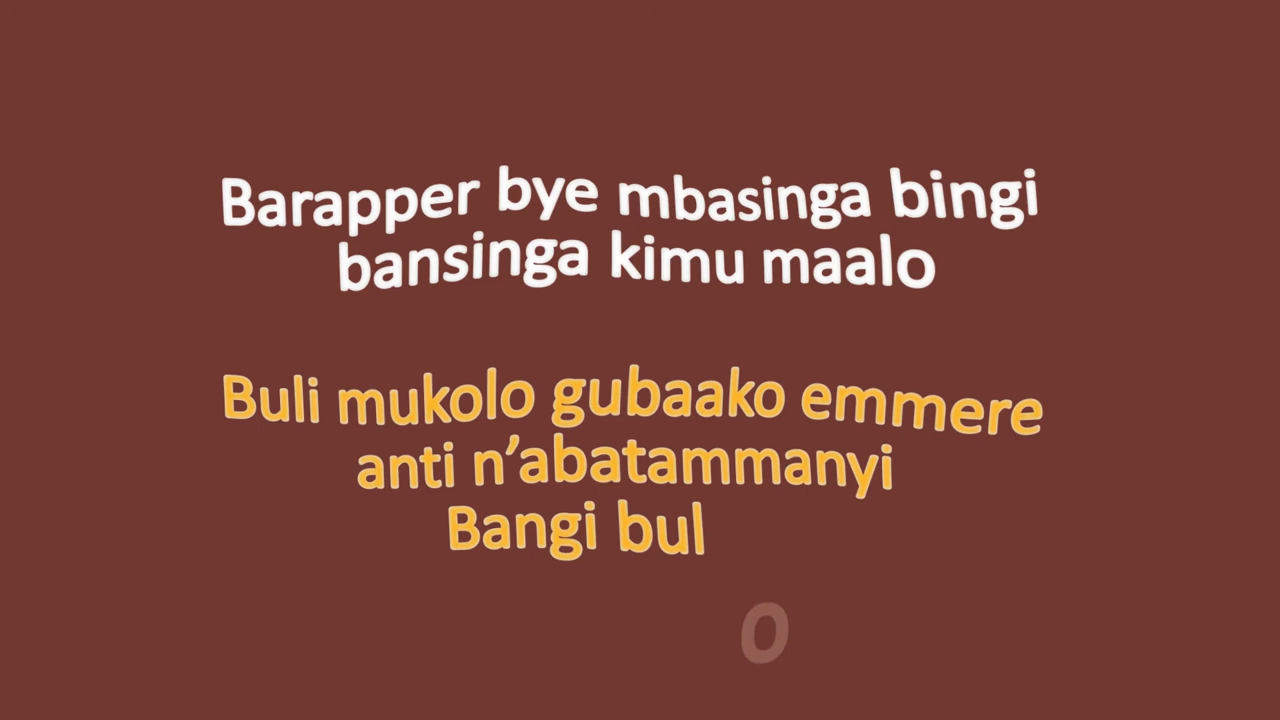 Barapper bye mbasinga bingi
bansinga kimu maalo
Buli mukolo gubaako emmere
anti n’abatammanyi
Bangi bul
o